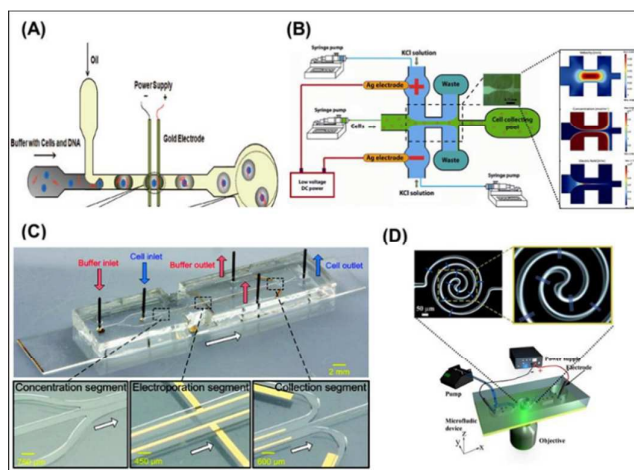 (A)
Oil
Power Supply
- +
Gold Electrode
Buffer with Cells and DNA
(B)
Syringe pump
KCl solution
Waste
Ag electrode
+
Syringe pump
Cells
Cell collecting
pool
Ag electrode
Waste
Low voltage
DC power
KCl solution
Syringe
pump
(C)
Buffer inlet
Cell inlet
Buffer outlet
Cell outlet
2 mm
Concentration segment
Electroporation segment
Collection segment
450 μm
600 μm
(D)
50 μm
Power supply
Electrode
Pump
Microfludic
device
z
y
x
Objective